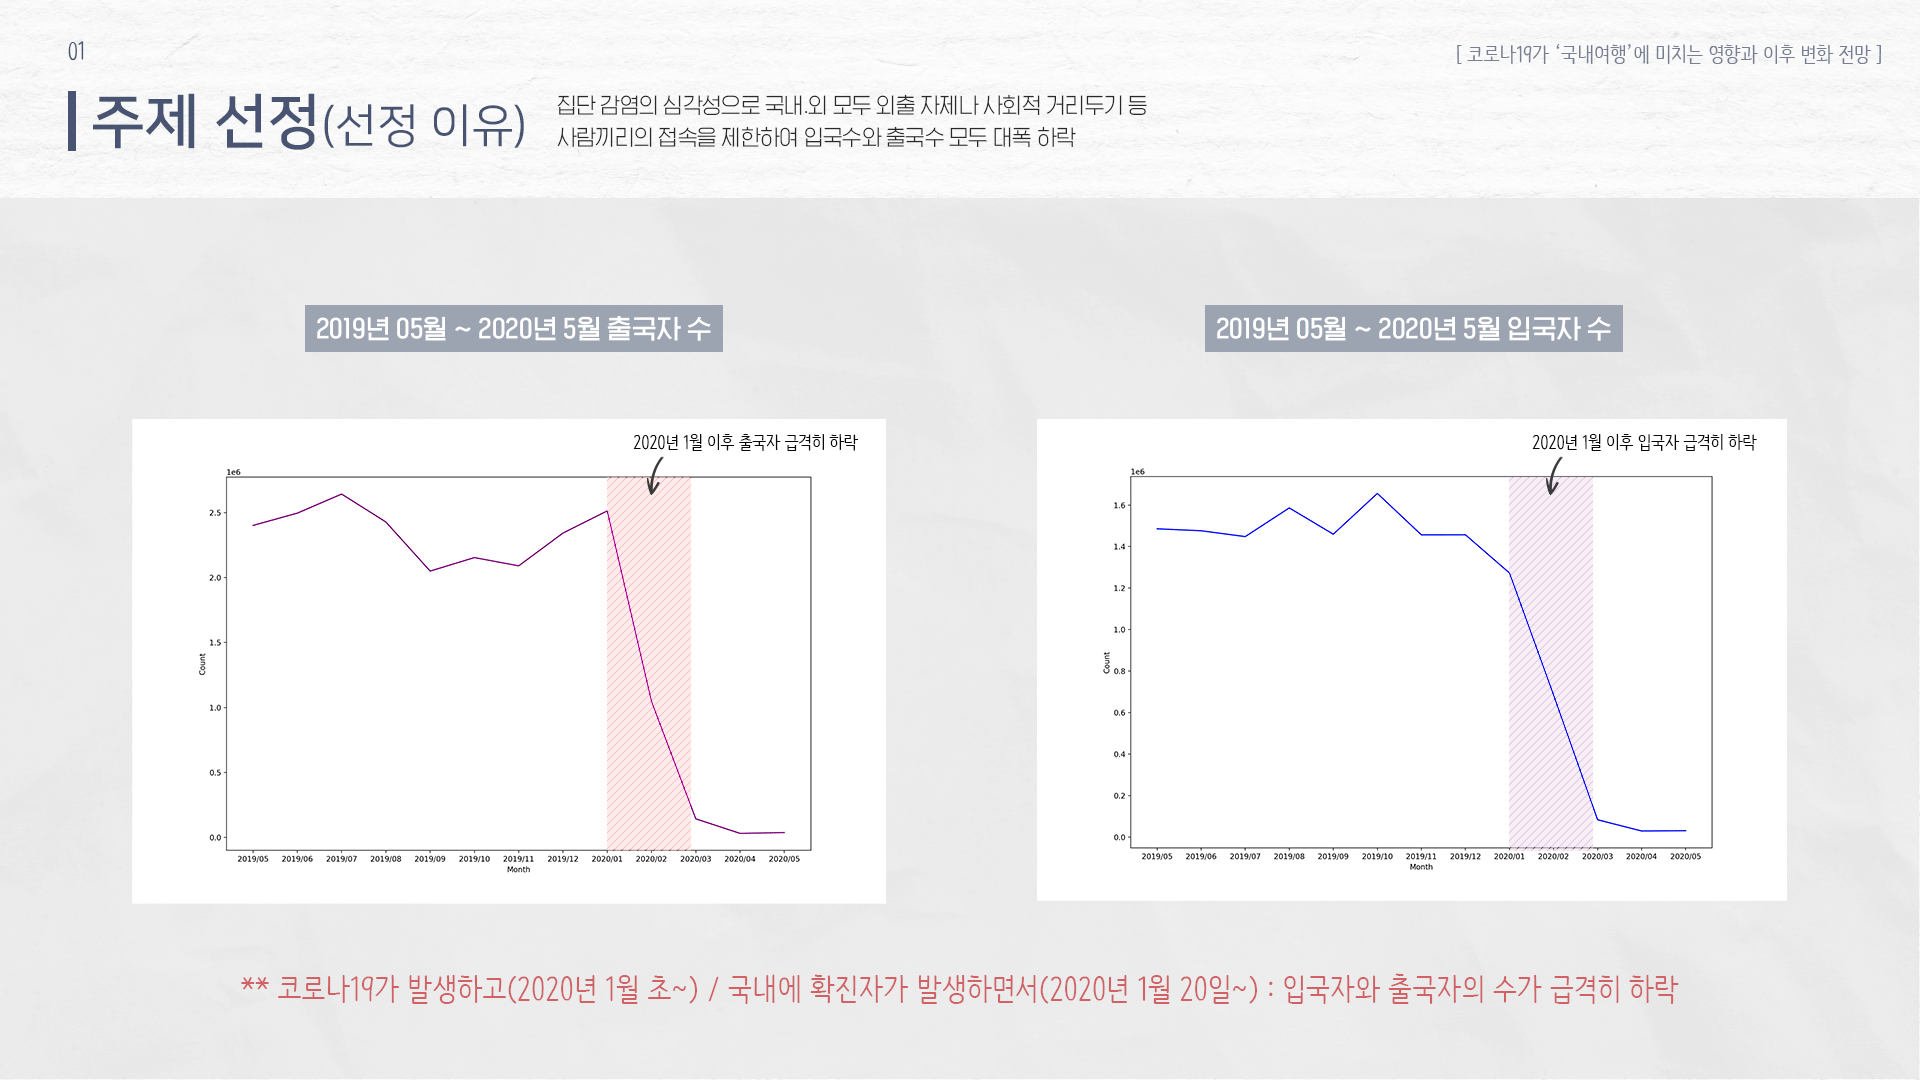 01
[ 코로나19가 ‘국내여행’에 미치는 영향과 이후 변화 전망 ]
주제 선정(선정 이유)
집단 감염의 심각성으로 국내.외 모두 외출 자제나 사회적 거리두기 등
사람끼리의 접속을 제한하여 입국수와 출국수 모두 대폭 하락
2019년 05월 ~ 2020년 5월 출국자 수
2020년 1월 이후 출국자 급격히 하락
1e6
2.5
2.0
1.5
1.0
0.5
0.0
Count
2019/05 2019/06 2019/07 2019/08 2019/09 2019/10 2019/11 2019/12 2020/01 2020/02 2020/03 2020/04 2020/05
Month
2019년 05월 ~ 2020년 5월 입국자 수
2020년 1월 이후 입국자 급격히 하락
1e6
1.6
1.4
1.2
1.0
0.8
0.6
0.4
0.2
0.0
Count
2019/05 2019/06 2019/07 2019/08 2019/09 2019/10 2019/11 2019/12 2020/01 2020/02 2020/03 2020/04 2020/05
Month
** 코로나19가 발생하고(2020년 1월 초~) / 국내에 확진자가 발생하면서(2020년 1월 20일~) : 입국자와 출국자의 수가 급격히 하락